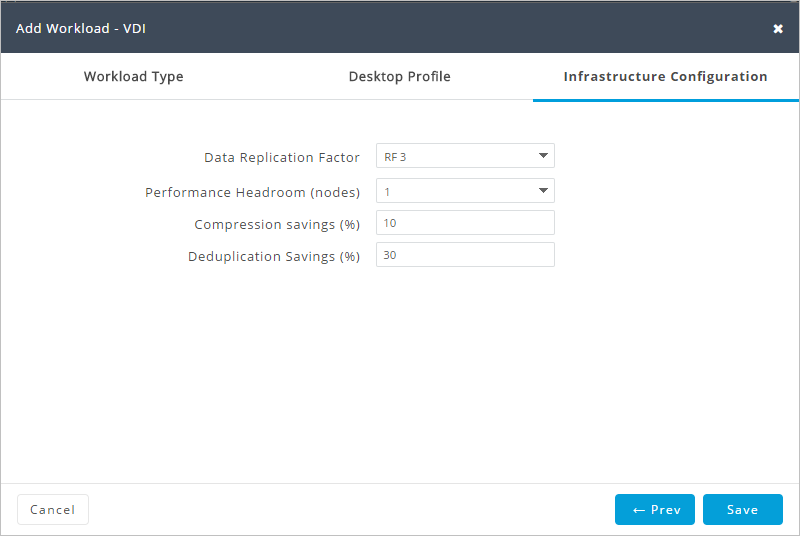 Add Workload - VDI ✖
Workload Type Desktop Profile Infrastructure Configuration
Data Replication Factor RF 3
Performance Headroom (nodes) 1
Compression savings (%) 10
Deduplication Savings (%) 30
Cancel ← Prev Save